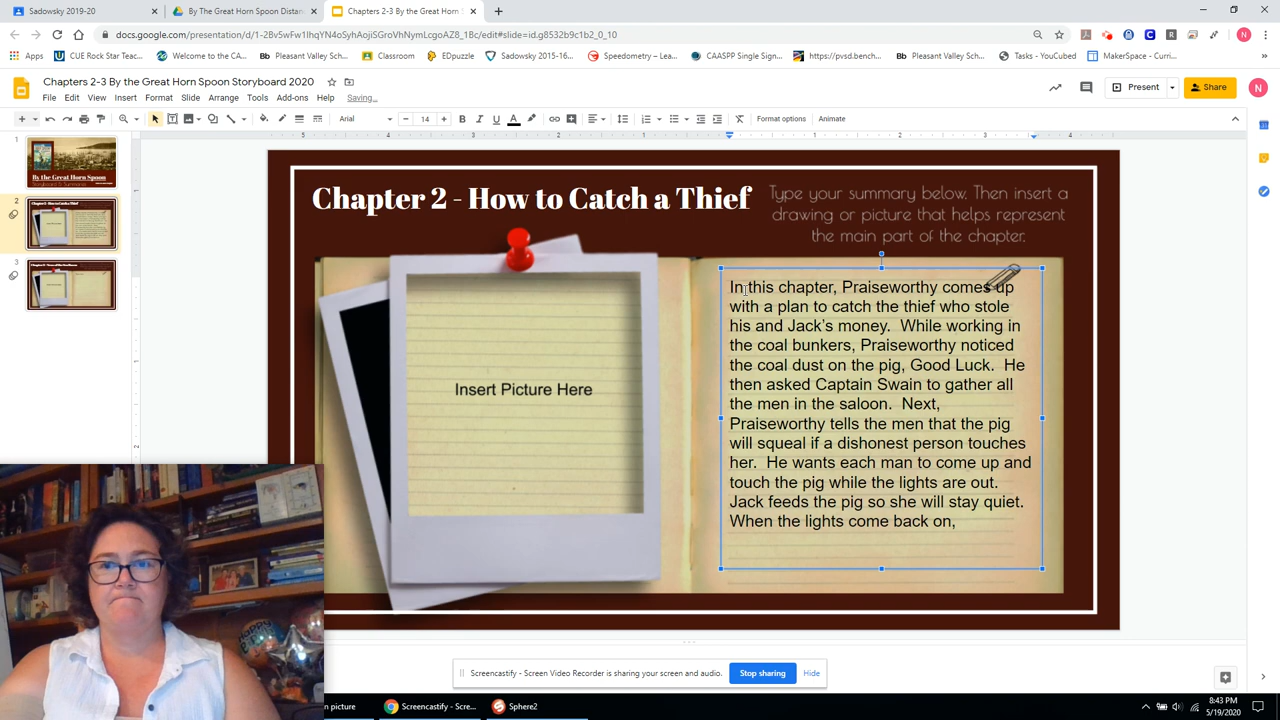 Sadowsky 2019-20
By The Great Horn Spoon Distan
Chapters 2-3 By the Great Horn S
docs.google.com/presentation/d/1-2Bv5wFw1IhqYN4oSyhAojiSGroVhNymLcgoAZ8_1Bc/edit#slide=id.g8532b9c1b2_0_10
N
Apps
CUE Rock Star Teac...
Welcome to the CA...
Bb Pleasant Valley Sch...
Classroom
EDpuzzle
Sadowsky 2015-16...
Speedometry – Lea...
CAASPP Single Sign...
https://pvsd.bench...
Bb Pleasant Valley Sch...
Tasks - YouCubed
MakerSpace - Curri...
Chapters 2-3 By the Great Horn Spoon Storyboard 2020
File Edit View Insert Format Slide Arrange Tools Add-ons Help Saving...
Present
Share
N
Arial
14
B I U A
Format options
Animate
1
By the Great Horn Spoon
2
3
Chapter 2 - How to Catch a Thief
Type your summary below. Then insert a
drawing or picture that helps represent
the main part of the chapter.
Insert Picture Here
In this chapter, Praiseworthy comes up
with a plan to catch the thief who stole
his and Jack's money.  While working in
the coal bunkers, Praiseworthy noticed
the coal dust on the pig, Good Luck.  He
then asked Captain Swain to gather all
the men in the saloon.  Next,
Praiseworthy tells the men that the pig
will squeal if a dishonest person touches
her.  He wants each man to come up and
touch the pig while the lights are out.
Jack feeds the pig so she will stay quiet.
When the lights come back on,
Screencastify - Screen Video Recorder is sharing your screen and audio.
Stop sharing
Hide
n picture
Screencastify - Scre...
Sphere2
8:43 PM
5/19/2020